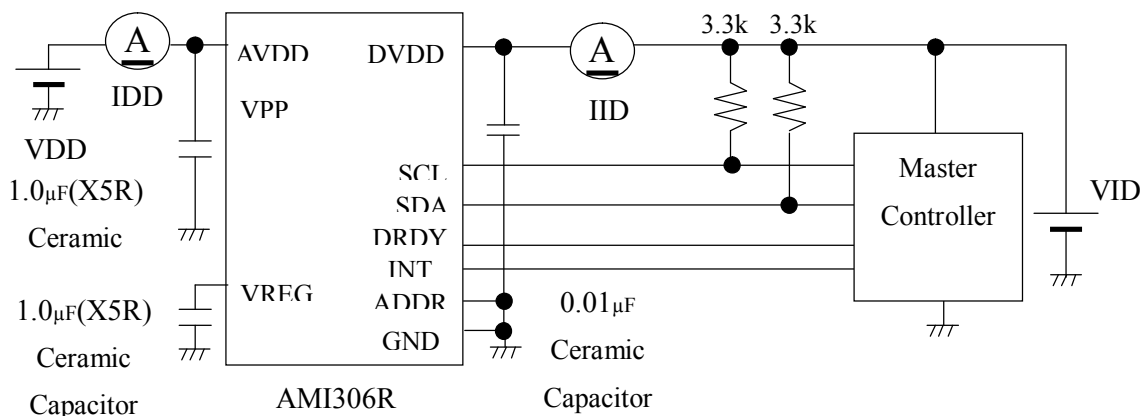 3.3k 3.3k
A
IDD
VDD
1.0µF(X5R)
Ceramic
1.0µF(X5R)
Ceramic
Capacitor
AVDD
VPP
VREG
DVDD
SCL
SDA
DRDY
INT
ADDR
GND
AMI306R
A
IID
0.01µF
Ceramic
Capacitor
Master
Controller
VID